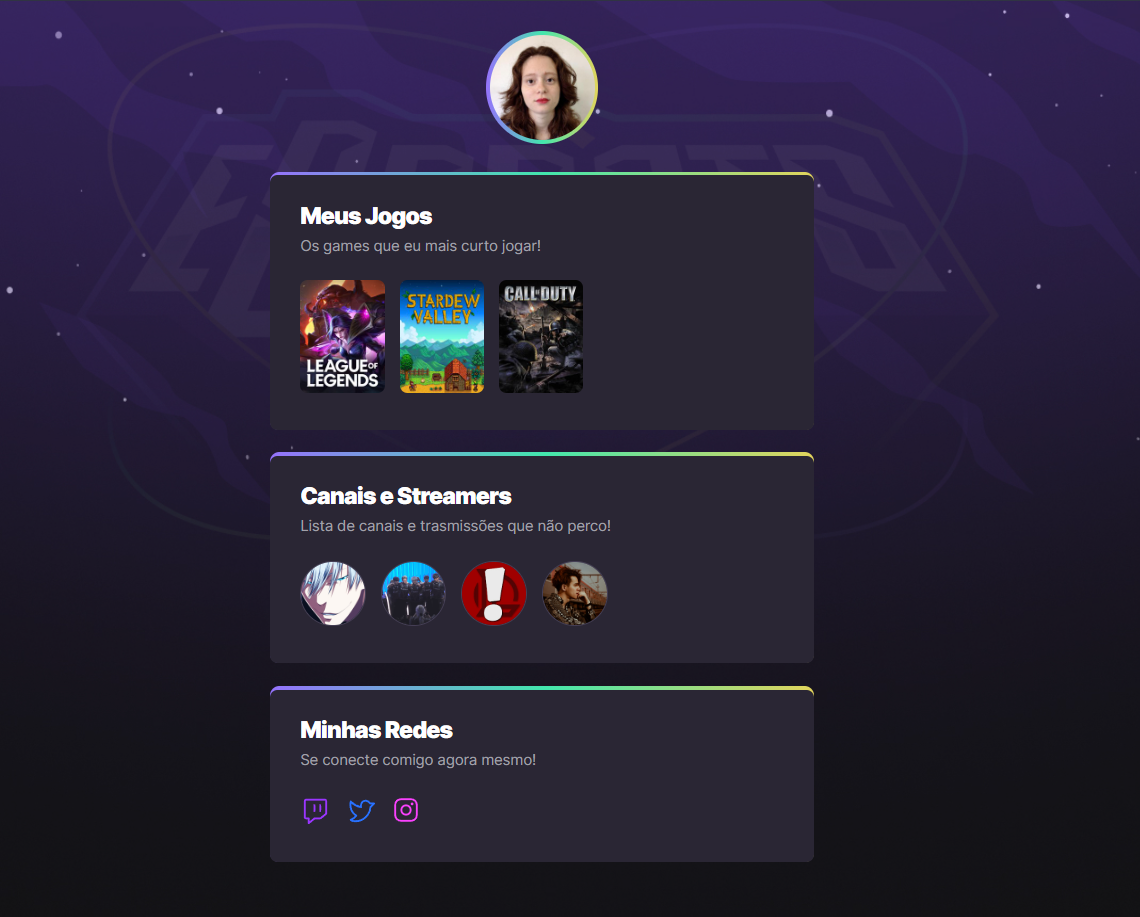 Meus Jogos
Os games que eu mais curto jogar!
LEAGUE OF
LEGENDS
STARDEW
VALLEY
CALL OF DUTY
Canais e Streamers
Lista de canais e trasmissões que não perco!
!
Minhas Redes
Se conecte comigo agora mesmo!